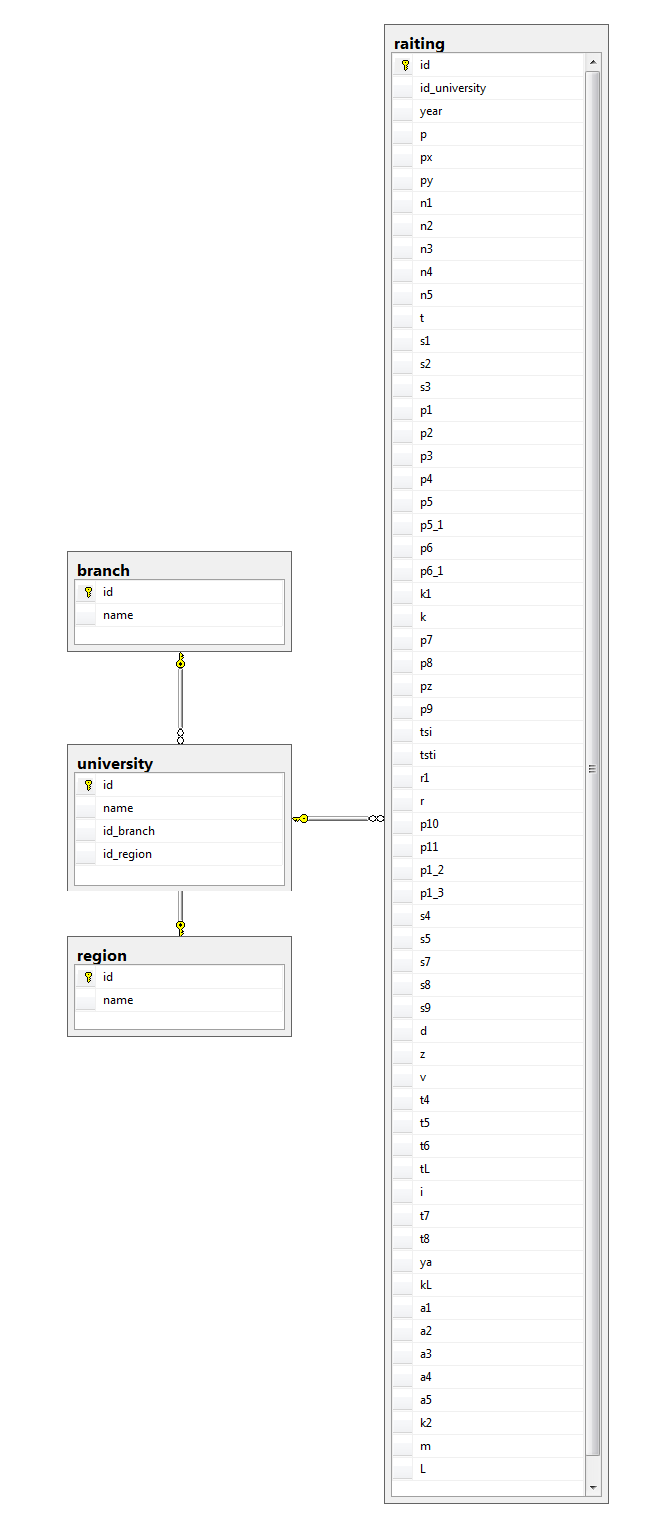 raiting
id
id_university
year
p
px
py
n1
n2
n3
n4
n5
t
s1
s2
s3
p1
p2
p3
p4
p5
p5_1
p6
p6_1
k1
k
p7
p8
pz
p9
tsi
tsti
r1
r
p10
p11
p1_2
p1_3
s4
s5
s7
s8
s9
d
z
v
t4
t5
t6
tL
i
t7
t8
ya
kL
a1
a2
a3
a4
a5
k2
m
L
branch
id
name
university
id
name
id_branch
id_region
region
id
name